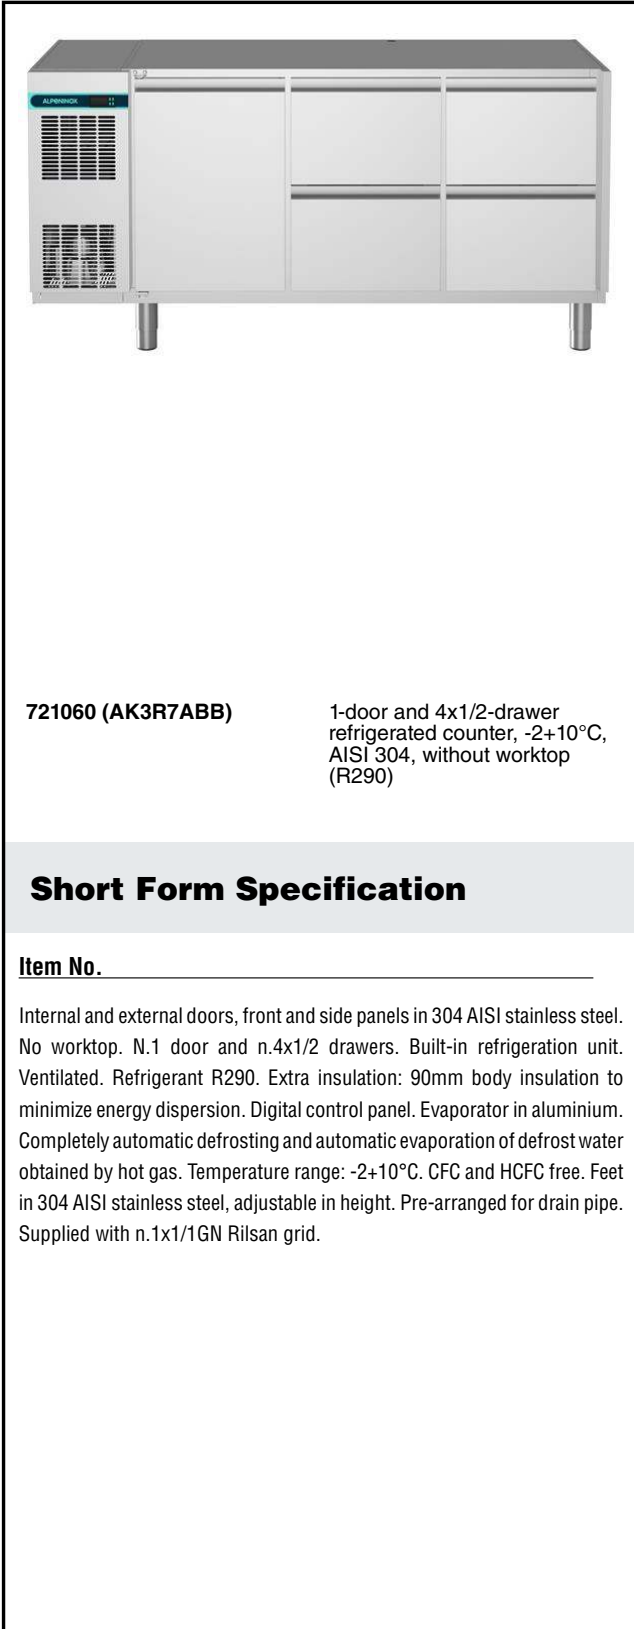 ALPENINOX
721060 (AK3R7ABB)
1-door and 4x1/2-drawer
refrigerated counter, -2+10°C,
AISI 304, without worktop
(R290)
Short Form Specification
Item No.
Internal and external doors, front and side panels in 304 AISI stainless steel.
No worktop. N.1 door and n.4x1/2 drawers. Built-in refrigeration unit.
Ventilated. Refrigerant R290. Extra insulation: 90mm body insulation to
minimize energy dispersion. Digital control panel. Evaporator in aluminium.
Completely automatic defrosting and automatic evaporation of defrost water
obtained by hot gas. Temperature range: -2+10°C. CFC and HCFC free. Feet
in 304 AISI stainless steel, adjustable in height. Pre-arranged for drain pipe.
Supplied with n.1x1/1GN Rilsan grid.